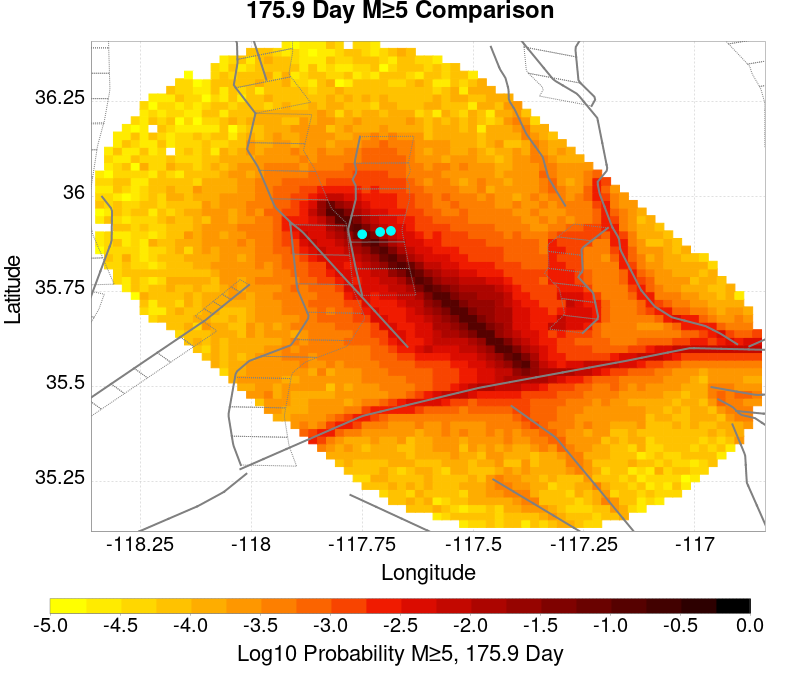 175.9 Day M≥5 Comparison
36.25
36
35.75
35.5
35.25
Latitude
-118.25 -118 -117.75 -117.5 -117.25 -117
Longitude
-5.0 -4.5 -4.0 -3.5 -3.0 -2.5 -2.0 -1.5 -1.0 -0.5 0.0
Log10 Probability M≥5, 175.9 Day